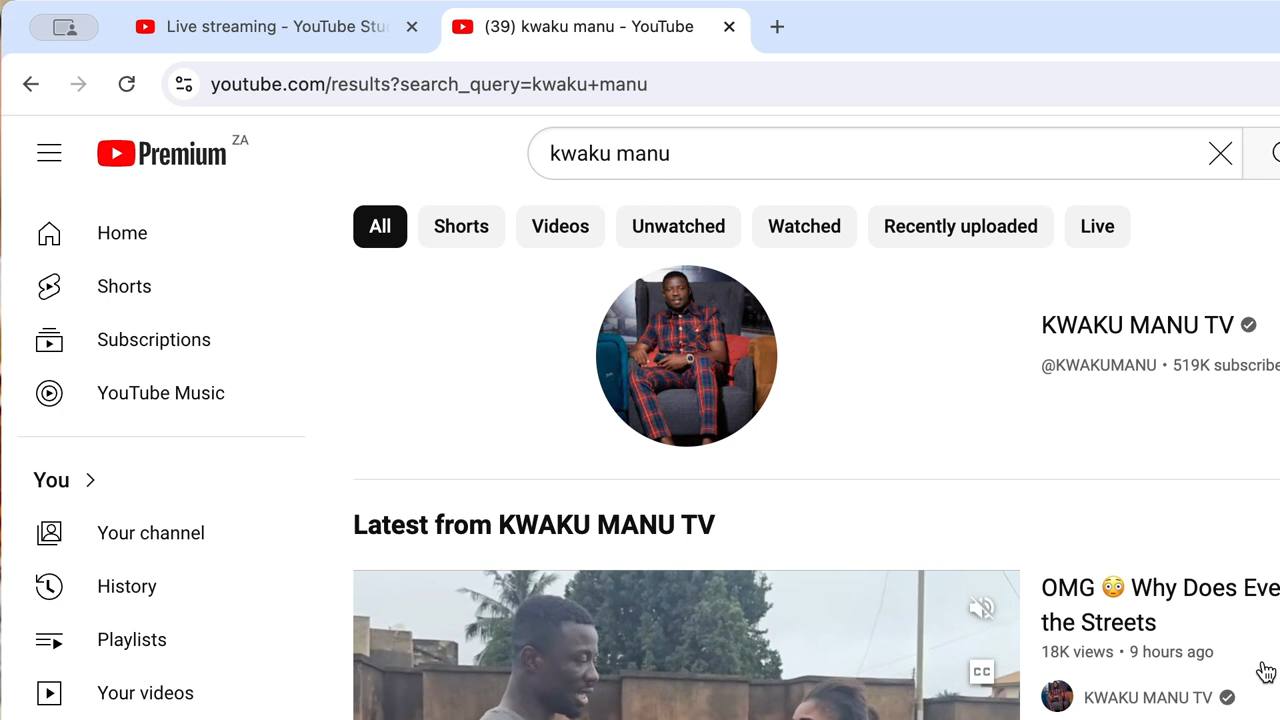 Live streaming - YouTube Stu
(39) kwaku manu - YouTube
youtube.com/results?search_query=kwaku+manu
Premium ZA
kwaku manu
All Shorts Videos Unwatched Watched Recently uploaded Live
Home
Shorts
Subscriptions
YouTube Music
You
Your channel
History
Playlists
Your videos
KWAKU MANU TV
@KWAKUMANU • 519K subscribe
Latest from KWAKU MANU TV
CC
OMG 😳 Why Does Eve
the Streets
18K views • 9 hours ago
KWAKU MANU TV